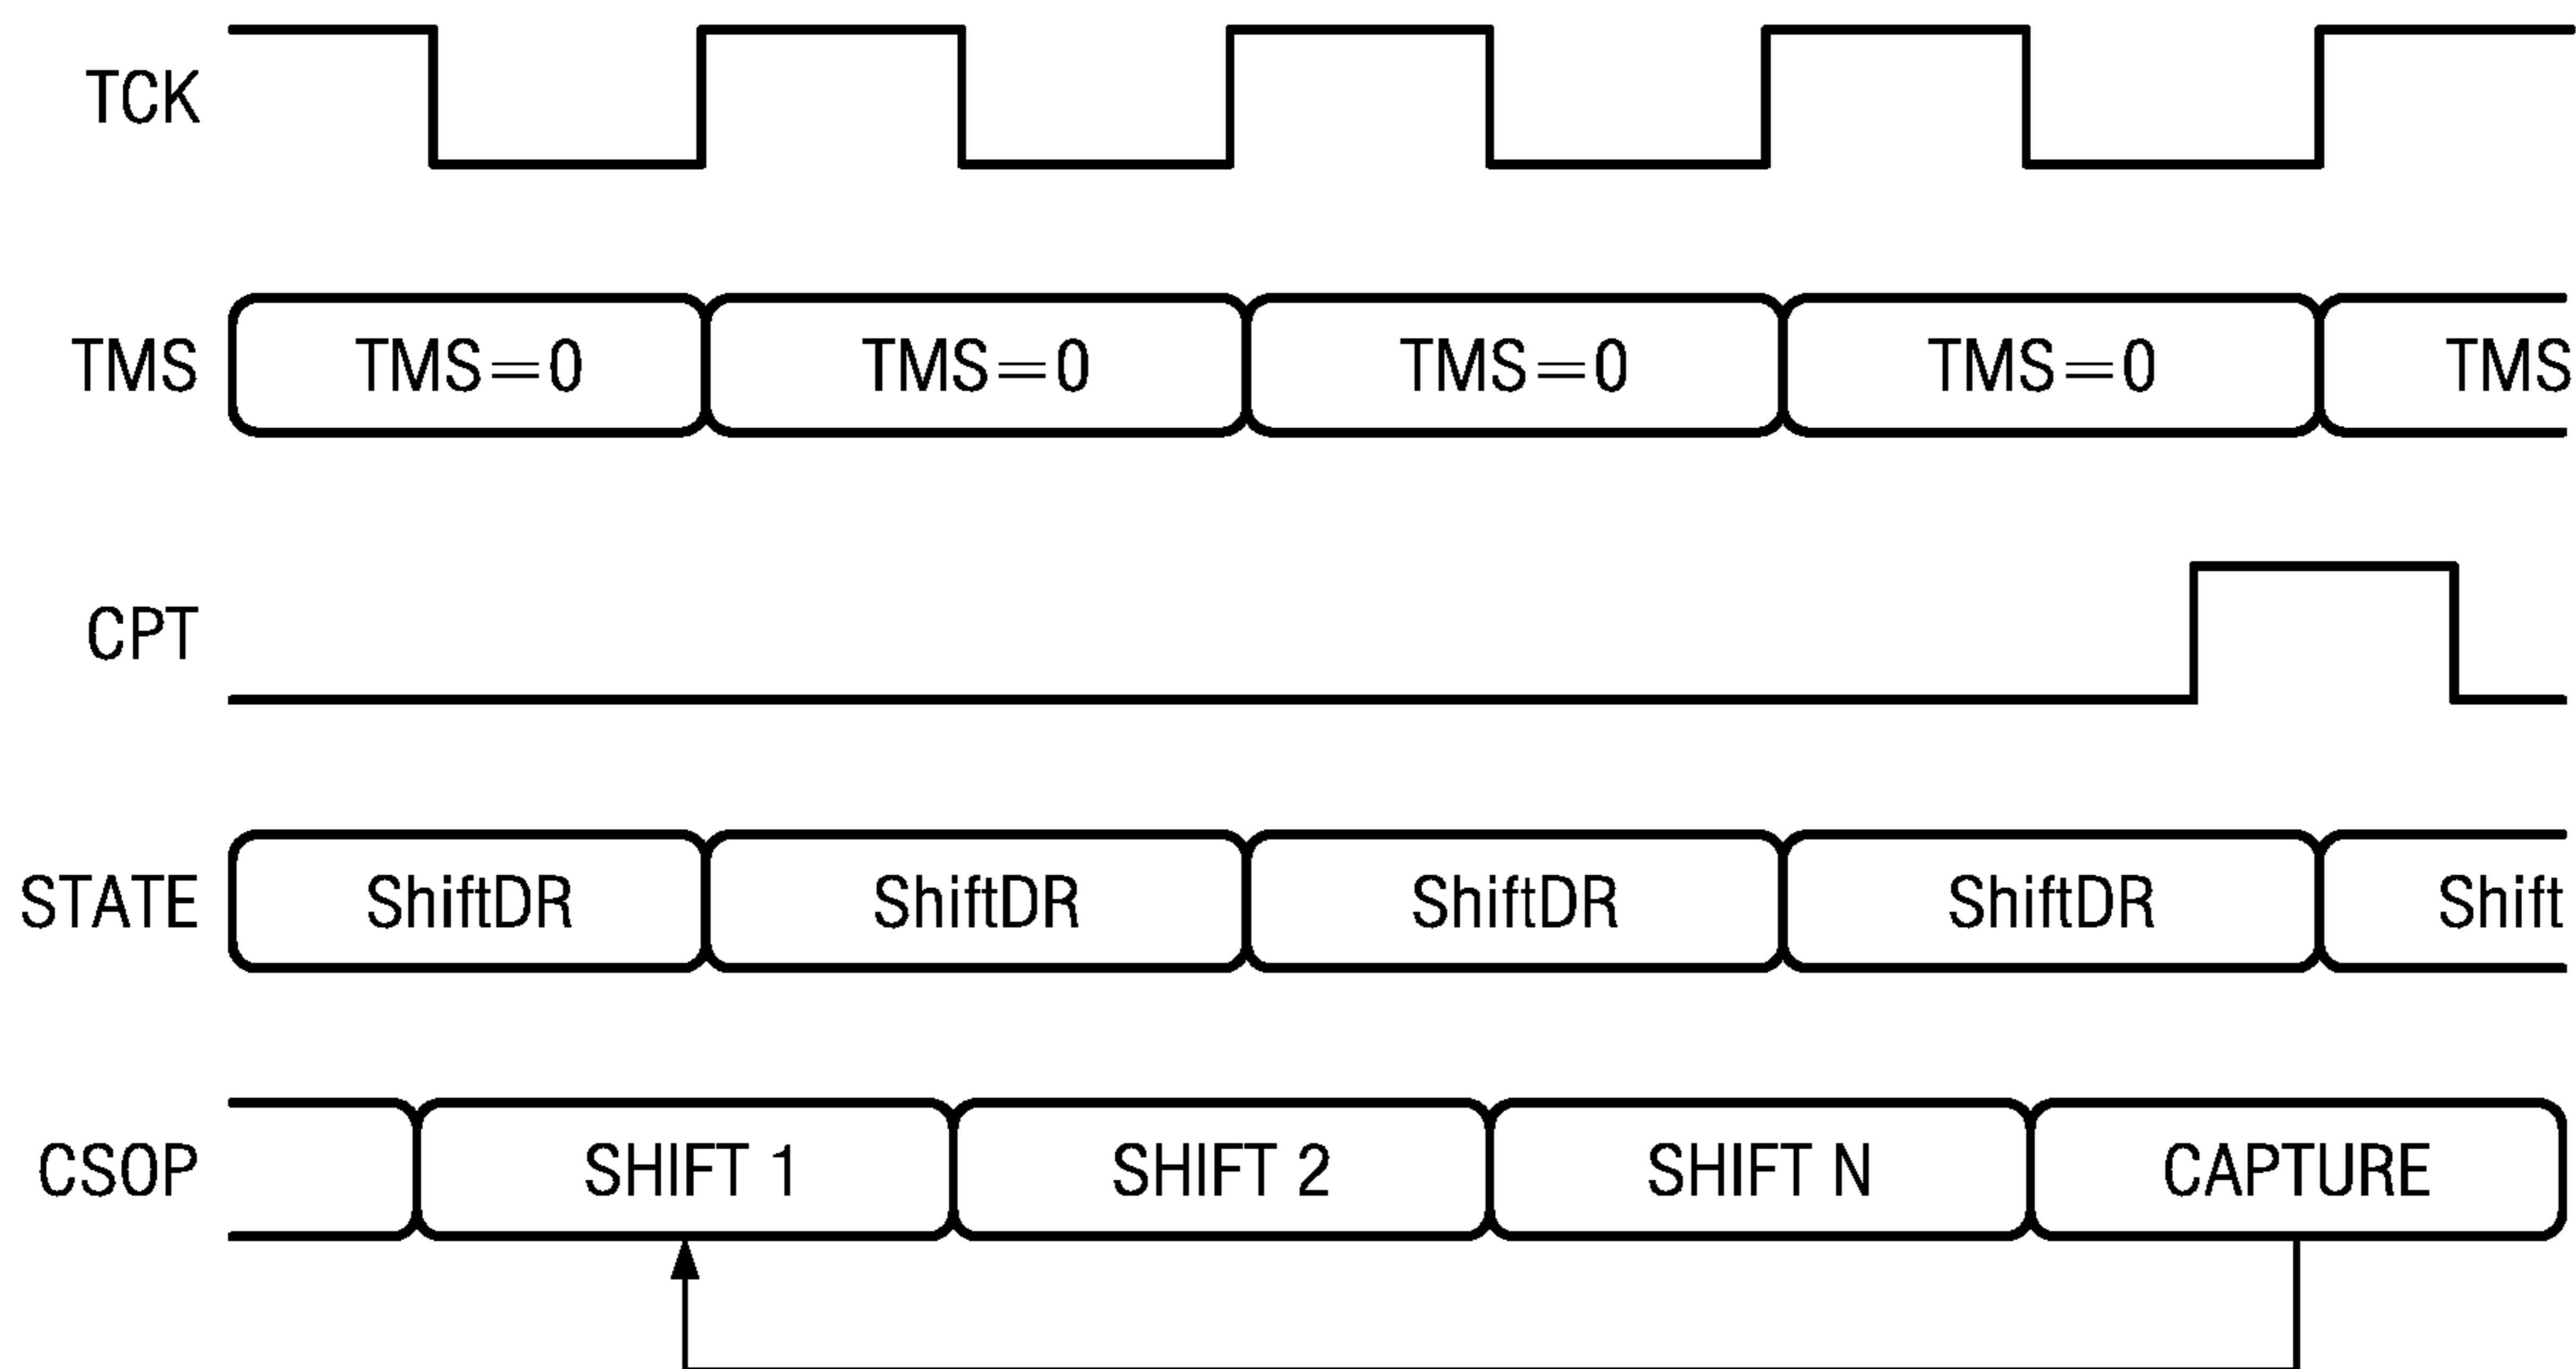 TCK
TMS TMS=0 TMS=0 TMS=0 TMS=0 TMS
CPT
STATE ShiftDR ShiftDR ShiftDR ShiftDR Shift
CSOP SHIFT 1 SHIFT 2 SHIFT N CAPTURE